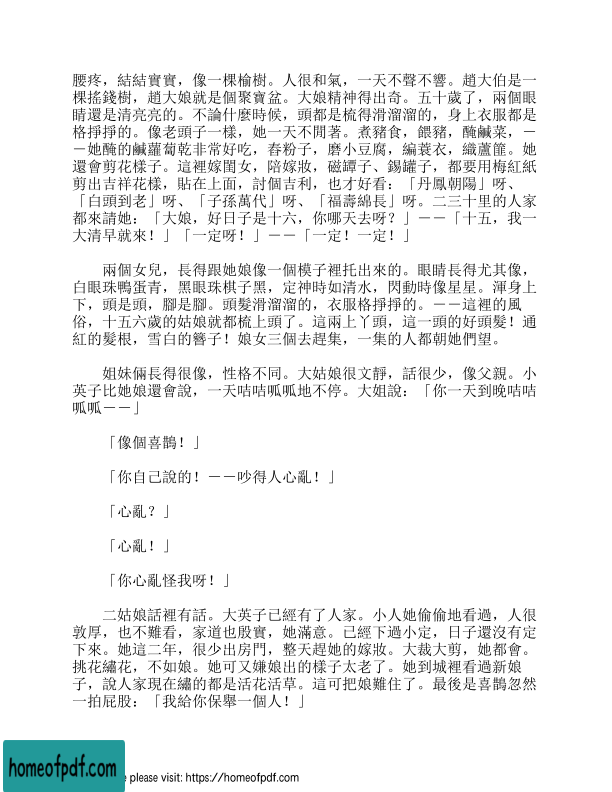 腰疼，結結實實，像一棵榆樹。人很和氣，一天不聲不響。趙大伯是一
棵搖錢樹，趙大娘就是個聚寶盆。大娘精神得出奇。五十歲了，兩個眼
睛還是清亮亮的。不論什麼時候，頭都是梳得滑溜溜的，身上衣服都是
格掙掙的。像老頭子一樣，她一天不閒著。煮豬食，餵豬，醃鹹菜，－
－她醃的鹹蘿蔔乾非常好吃，舂粉子，磨小豆腐，編蓑衣，織蘆篚。她
還會剪花樣子。這裡嫁閨女，陪嫁妝，磁罈子、錫罐子，都要用梅紅紙
剪出吉祥花樣，貼在上面，討個吉利，也才好看：「丹鳳朝陽」呀、
「白頭到老」呀、「子孫萬代」呀、「福壽綿長」呀。二三十里的人家
都來請她：「大娘，好日子是十六，你哪天去呀？」－－「十五，我一
大清早就來！」「一定呀！」－－「一定！一定！」
兩個女兒，長得跟她娘像一個模子裡托出來的。眼睛長得尤其像，
白眼珠鴨蛋青，黑眼珠棋子黑，定神時如清水，閃動時像星星。渾身上
下，頭是頭，腳是腳。頭髮滑溜溜的，衣服格掙掙的。－－這裡的風
俗，十五六歲的姑娘就都梳上頭了。這兩上丫頭，這一頭的好頭髮！通
紅的髮根，雪白的簪子！娘女三個去趕集，一集的人都朝她們望。
姐妹倆長得很像，性格不同。大姑娘很文靜，話很少，像父親。小
英子比她娘還會說，一天咭咭呱呱地不停。大姐說：「你一天到晚咭咭
呱呱－－」
「像個喜鵲！」
「你自己說的！－－吵得人心亂！」
「心亂？」
「心亂！」
「你心亂怪我呀！」
二姑娘話裡有話。大英子已經有了人家。小人她偷偷地看過，人很
敦厚，也不難看，家道也殷實，她滿意。已經下過小定，日子還沒有定
下來。她這二年，很少出房門，整天趕她的嫁妝。大裁大剪，她都會。
挑花繡花，不如娘。她可又嫌娘出的樣子太老了。她到城裡看過新娘
子，說人家現在繡的都是活花活草。這可把娘難住了。最後是喜鵲忽然
一拍屁股：「我給你保舉一個人！」
homeofpdf.com
e please visit: https://homeofpdf.com